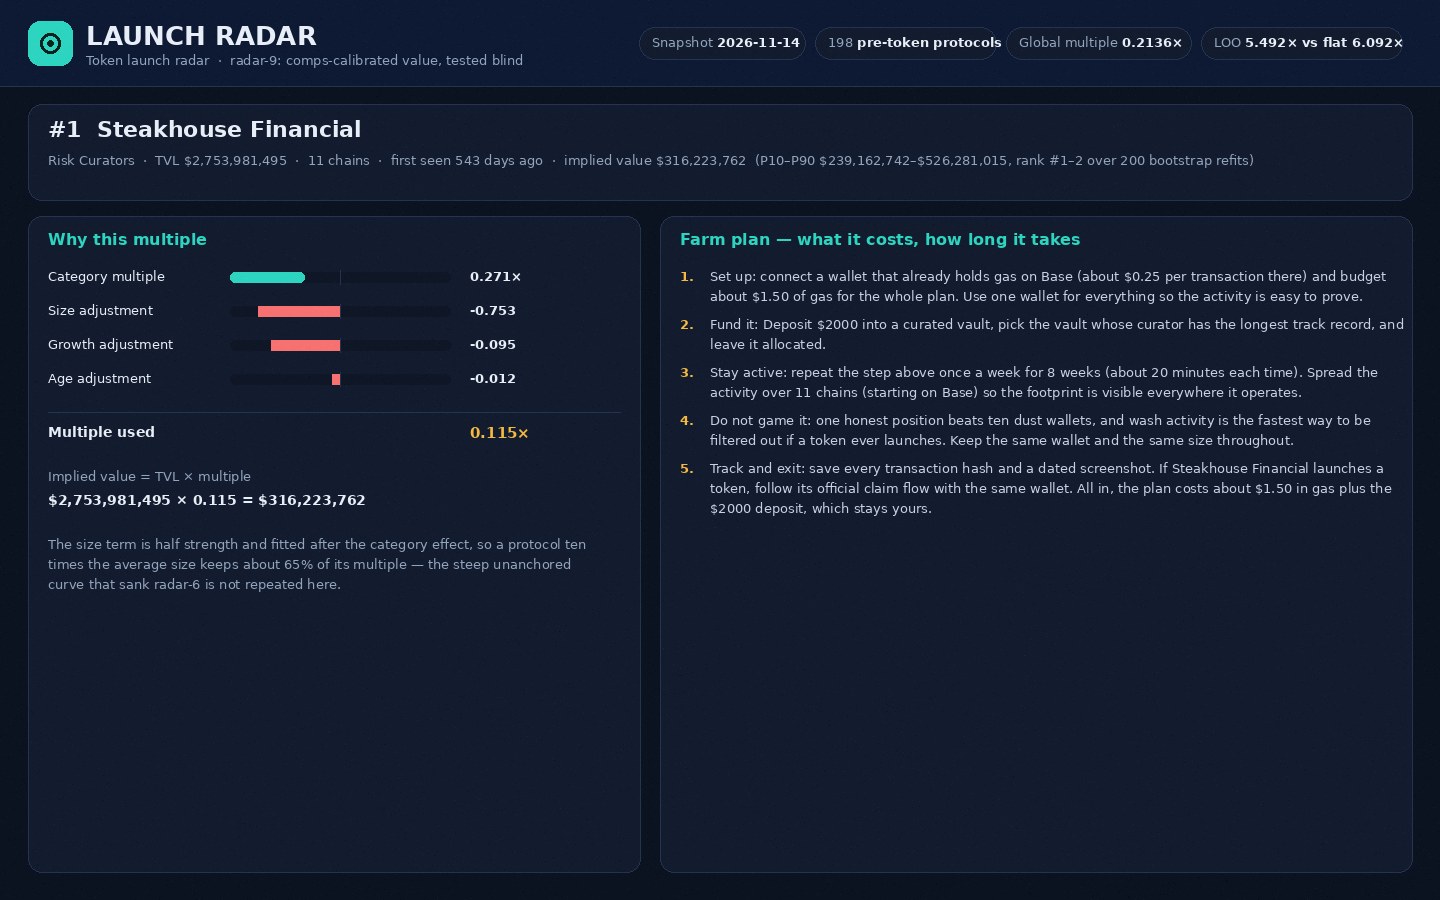 LAUNCH RADAR
Token launch radar · radar-9: comps-calibrated value, tested blind
Snapshot 2026-11-14
198 pre-token protocols
Global multiple 0.2136×
LOO 5.492× vs flat 6.092×
#1 Steakhouse Financial
Risk Curators · TVL $2,753,981,495 · 11 chains · first seen 543 days ago · implied value $316,223,762 (P10–P90 $239,162,742–$526,281,015, rank #1–2 over 200 bootstrap refits)
Why this multiple
Category multiple 0.271×
Size adjustment -0.753
Growth adjustment -0.095
Age adjustment -0.012
Multiple used 0.115×
Implied value = TVL × multiple
$2,753,981,495 × 0.115 = $316,223,762
The size term is half strength and fitted after the category effect, so a protocol ten
times the average size keeps about 65% of its multiple — the steep unanchored
curve that sank radar-6 is not repeated here.
Farm plan — what it costs, how long it takes
1. Set up: connect a wallet that already holds gas on Base (about $0.25 per transaction there) and budget
about $1.50 of gas for the whole plan. Use one wallet for everything so the activity is easy to prove.
2. Fund it: Deposit $2000 into a curated vault, pick the vault whose curator has the longest track record, and
leave it allocated.
3. Stay active: repeat the step above once a week for 8 weeks (about 20 minutes each time). Spread the
activity over 11 chains (starting on Base) so the footprint is visible everywhere it operates.
4. Do not game it: one honest position beats ten dust wallets, and wash activity is the fastest way to be
filtered out if a token ever launches. Keep the same wallet and the same size throughout.
5. Track and exit: save every transaction hash and a dated screenshot. If Steakhouse Financial launches a
token, follow its official claim flow with the same wallet. All in, the plan costs about $1.50 in gas plus the
$2000 deposit, which stays yours.